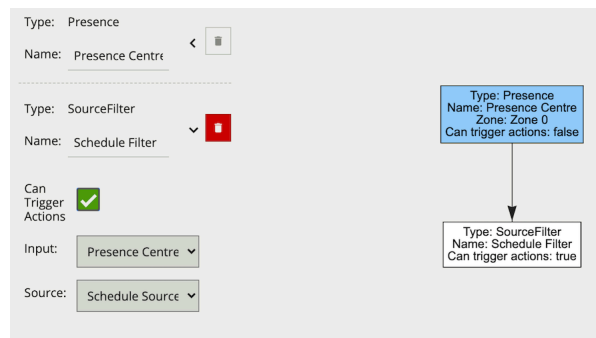 Type: Presence
Name: Presence Centre
Type: SourceFilter
Name: Schedule Filter
Can
Trigger
Actions
Input: Presence Centre
Source: Schedule Source
Type: Presence
Name: Presence Centre
Zone: Zone 0
Can trigger actions: false
Type: SourceFilter
Name: Schedule Filter
Can trigger actions: true